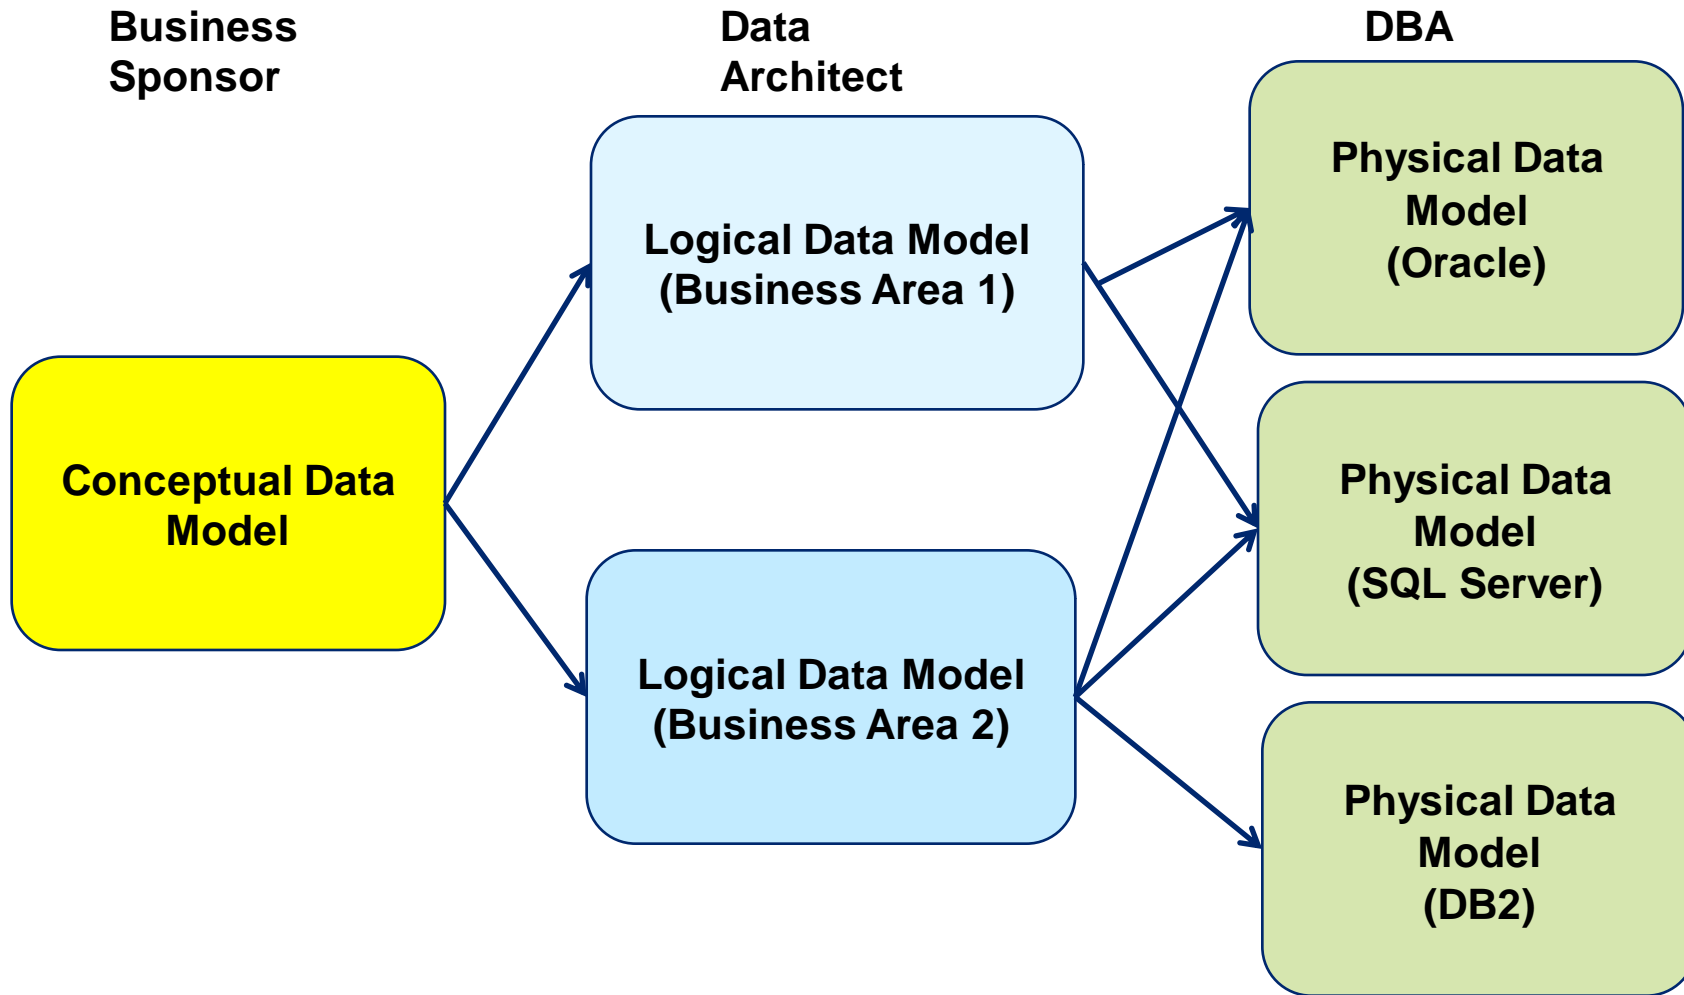 Business
Sponsor
Data
Architect
DBA
Conceptual Data
Model
Logical Data Model
(Business Area 1)
Logical Data Model
(Business Area 2)
Physical Data
Model
(Oracle)
Physical Data
Model
(SQL Server)
Physical Data
Model
(DB2)